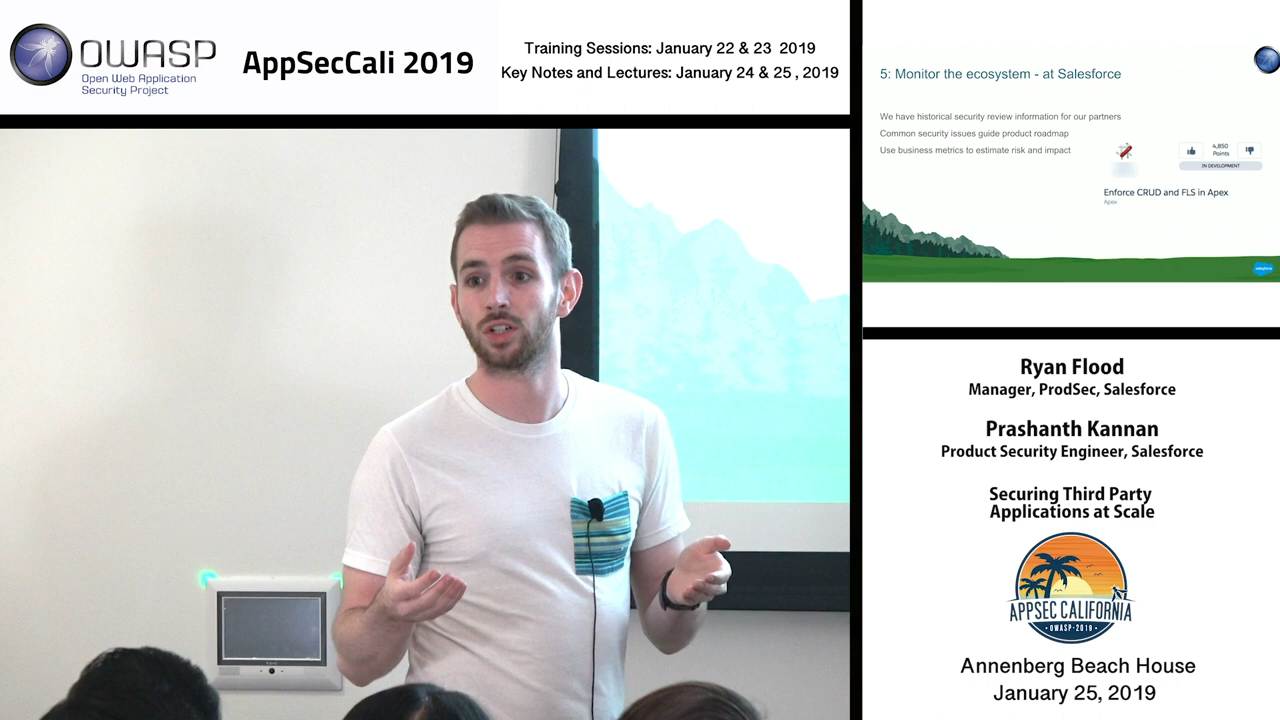 OWASP
Open Web Application
Security Project
AppSecCali 2019
Training Sessions: January 22 & 23 2019
Key Notes and Lectures: January 24 & 25 , 2019
5: Monitor the ecosystem - at Salesforce
We have historical security review information for our partners
Common security issues guide product roadmap
Use business metrics to estimate risk and impact
4,850
Points
IN DEVELOPMENT
Enforce CRUD and FLS in Apex
Apex
salesforce
Ryan Flood
Manager, ProdSec, Salesforce
Prashanth Kannan
Product Security Engineer, Salesforce
Securing Third Party
Applications at Scale
APPSEC CALIFORNIA
OWASP·2019
Annenberg Beach House
January 25, 2019